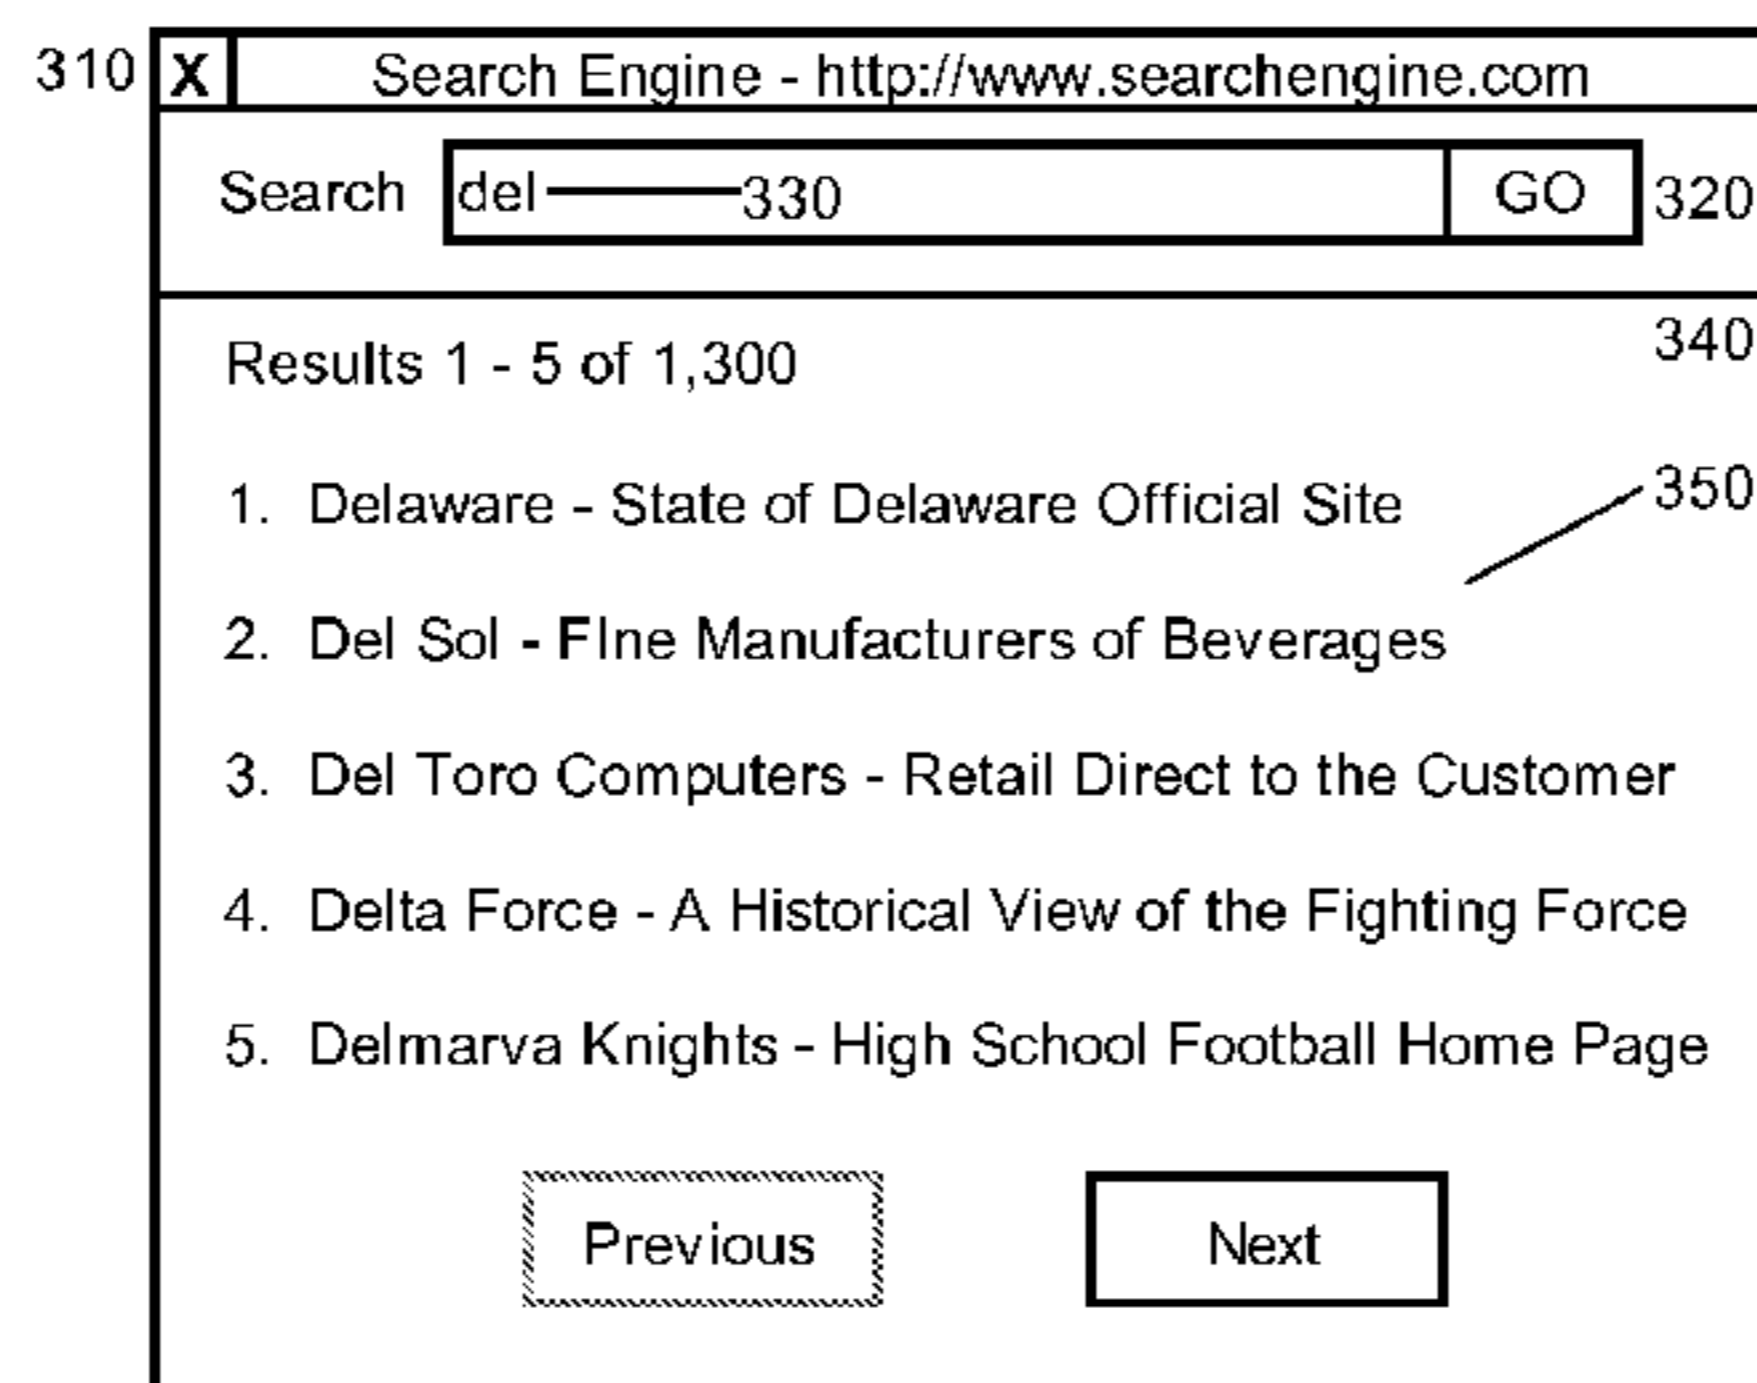 310 X Search Engine - http://www.searchengine.com
Search del 330 GO 320
340
Results 1 - 5 of 1,300
350
1. Delaware - State of Delaware Official Site
2. Del Sol - FIne Manufacturers of Beverages
3. Del Toro Computers - Retail Direct to the Customer
4. Delta Force - A Historical View of the Fighting Force
5. Delmarva Knights - High School Football Home Page
Previous Next